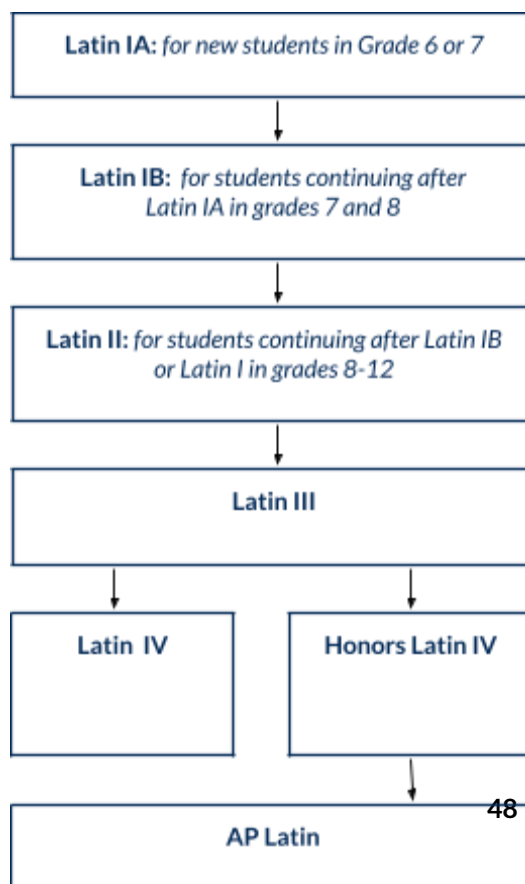 Latin IA: for new students in Grade 6 or 7
Latin IB: for students continuing after
Latin IA in grades 7 and 8
Latin II: for students continuing after Latin IB
or Latin I in grades 8-12
Latin III
Latin IV
Honors Latin IV
48
AP Latin